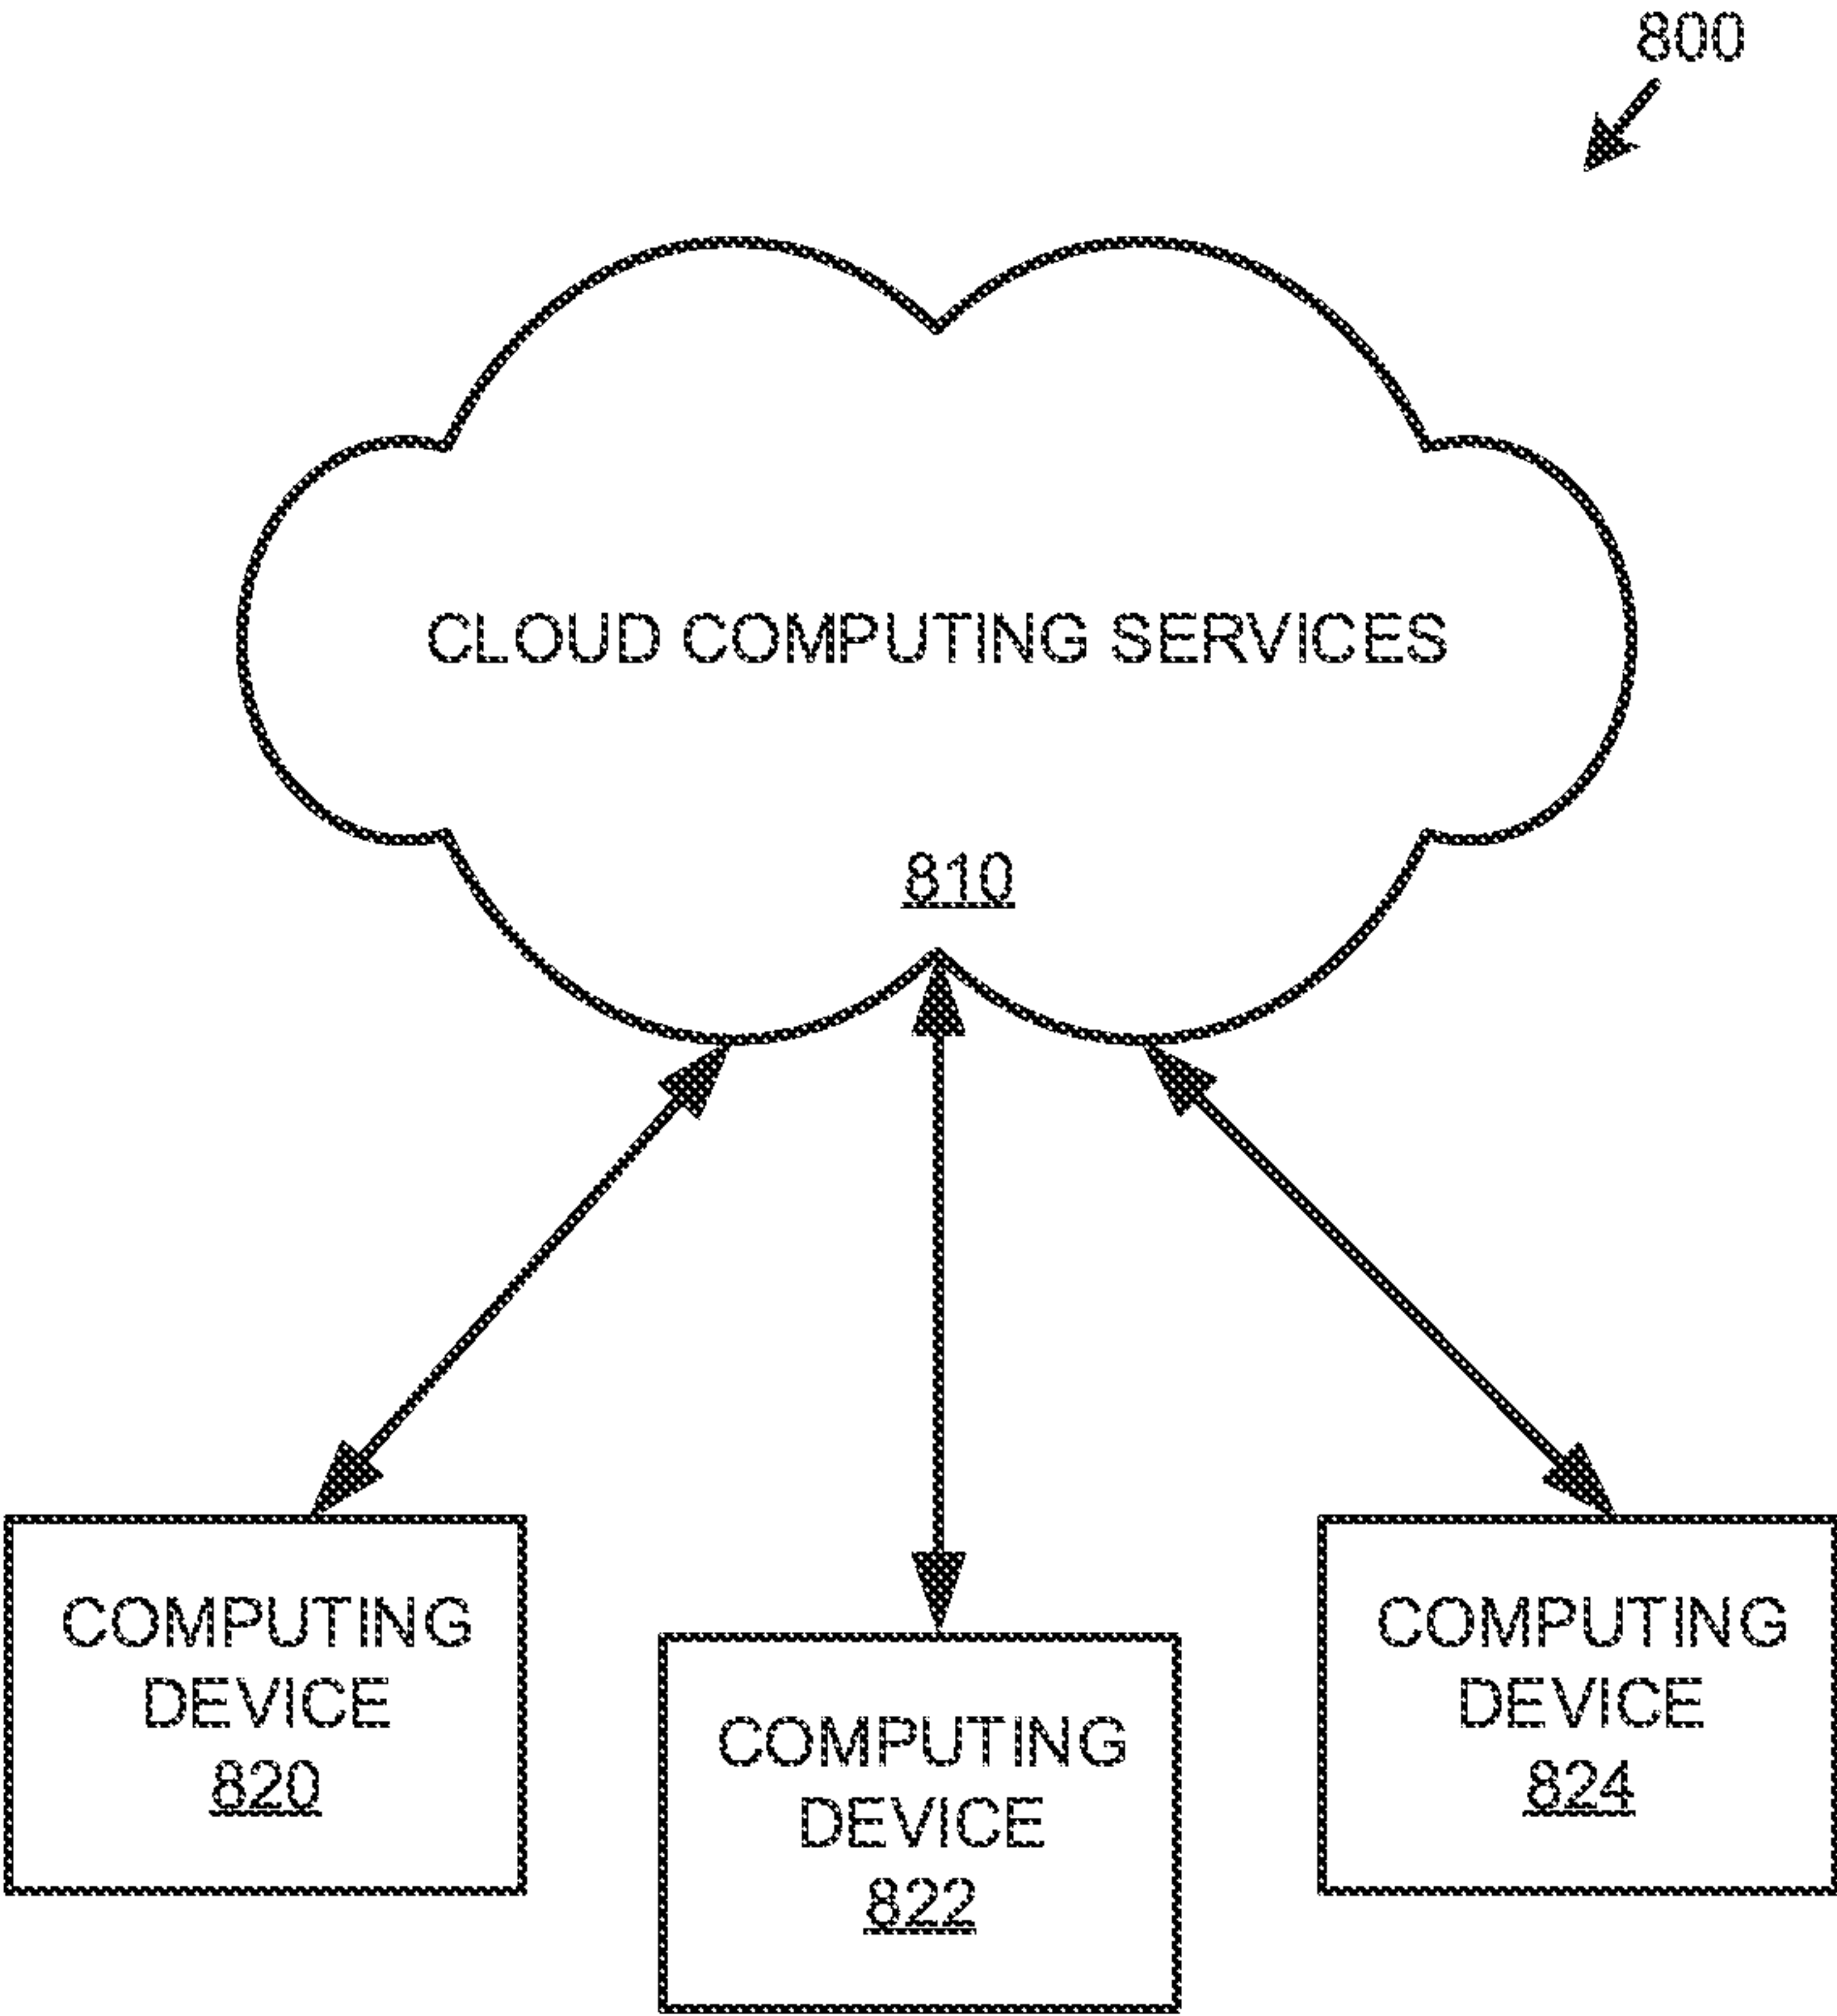 800
CLOUD COMPUTING SERVICES
810
COMPUTING
DEVICE
820
COMPUTING
DEVICE
822
COMPUTING
DEVICE
824